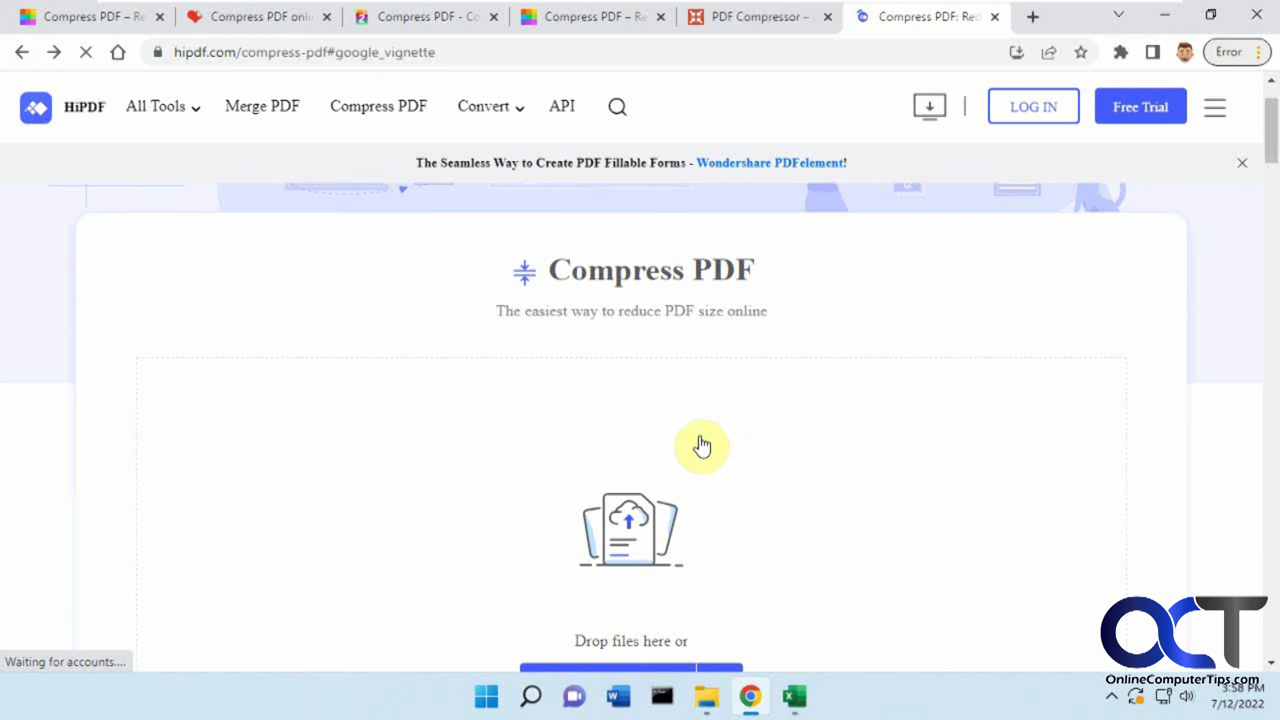 Compress PDF – Re
Compress PDF onli
Compress PDF - Co
Compress PDF – Re
PDF Compressor –
Compress PDF: Red
hipdf.com/compress-pdf#google_vignette
Error
HiPDF
All Tools
Merge PDF
Compress PDF
Convert
API
LOG IN
Free Trial
The Seamless Way to Create PDF Fillable Forms - Wondershare PDFelement!
Compress PDF
The easiest way to reduce PDF size online
Drop files here or
Waiting for accounts....
OCT
OnlineComputerTips.com
3:58 PM
7/12/2022